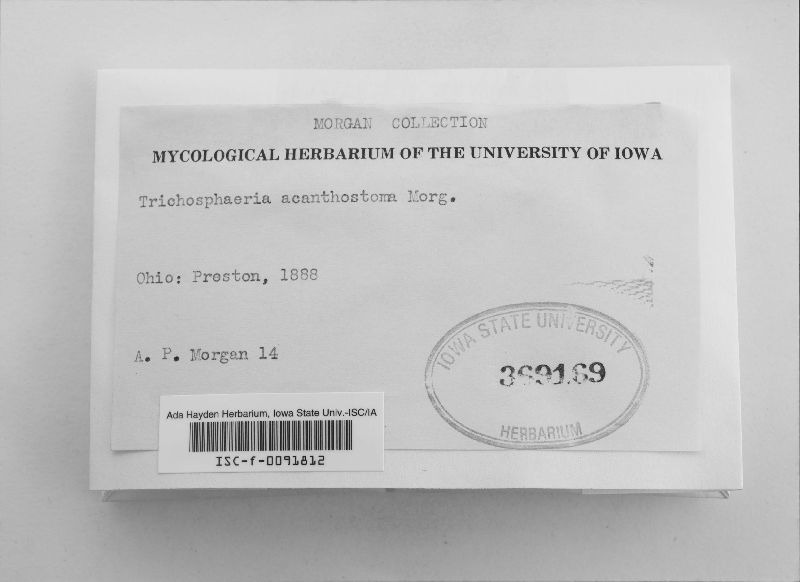 MORGAN COLLECTION
MYCOLOGICAL HERBARIUM OF THE UNIVERSITY OF IOWA
Trichosphaeria acanthostoma Morg.
Ohio: Preston, 1888
A. P. Morgan 14
IOWA STATE UNIVERSITY
369169
HERBARIUM
Ada Hayden Herbarium, Iowa State Univ.-ISC/IA
ISC-f-0091812